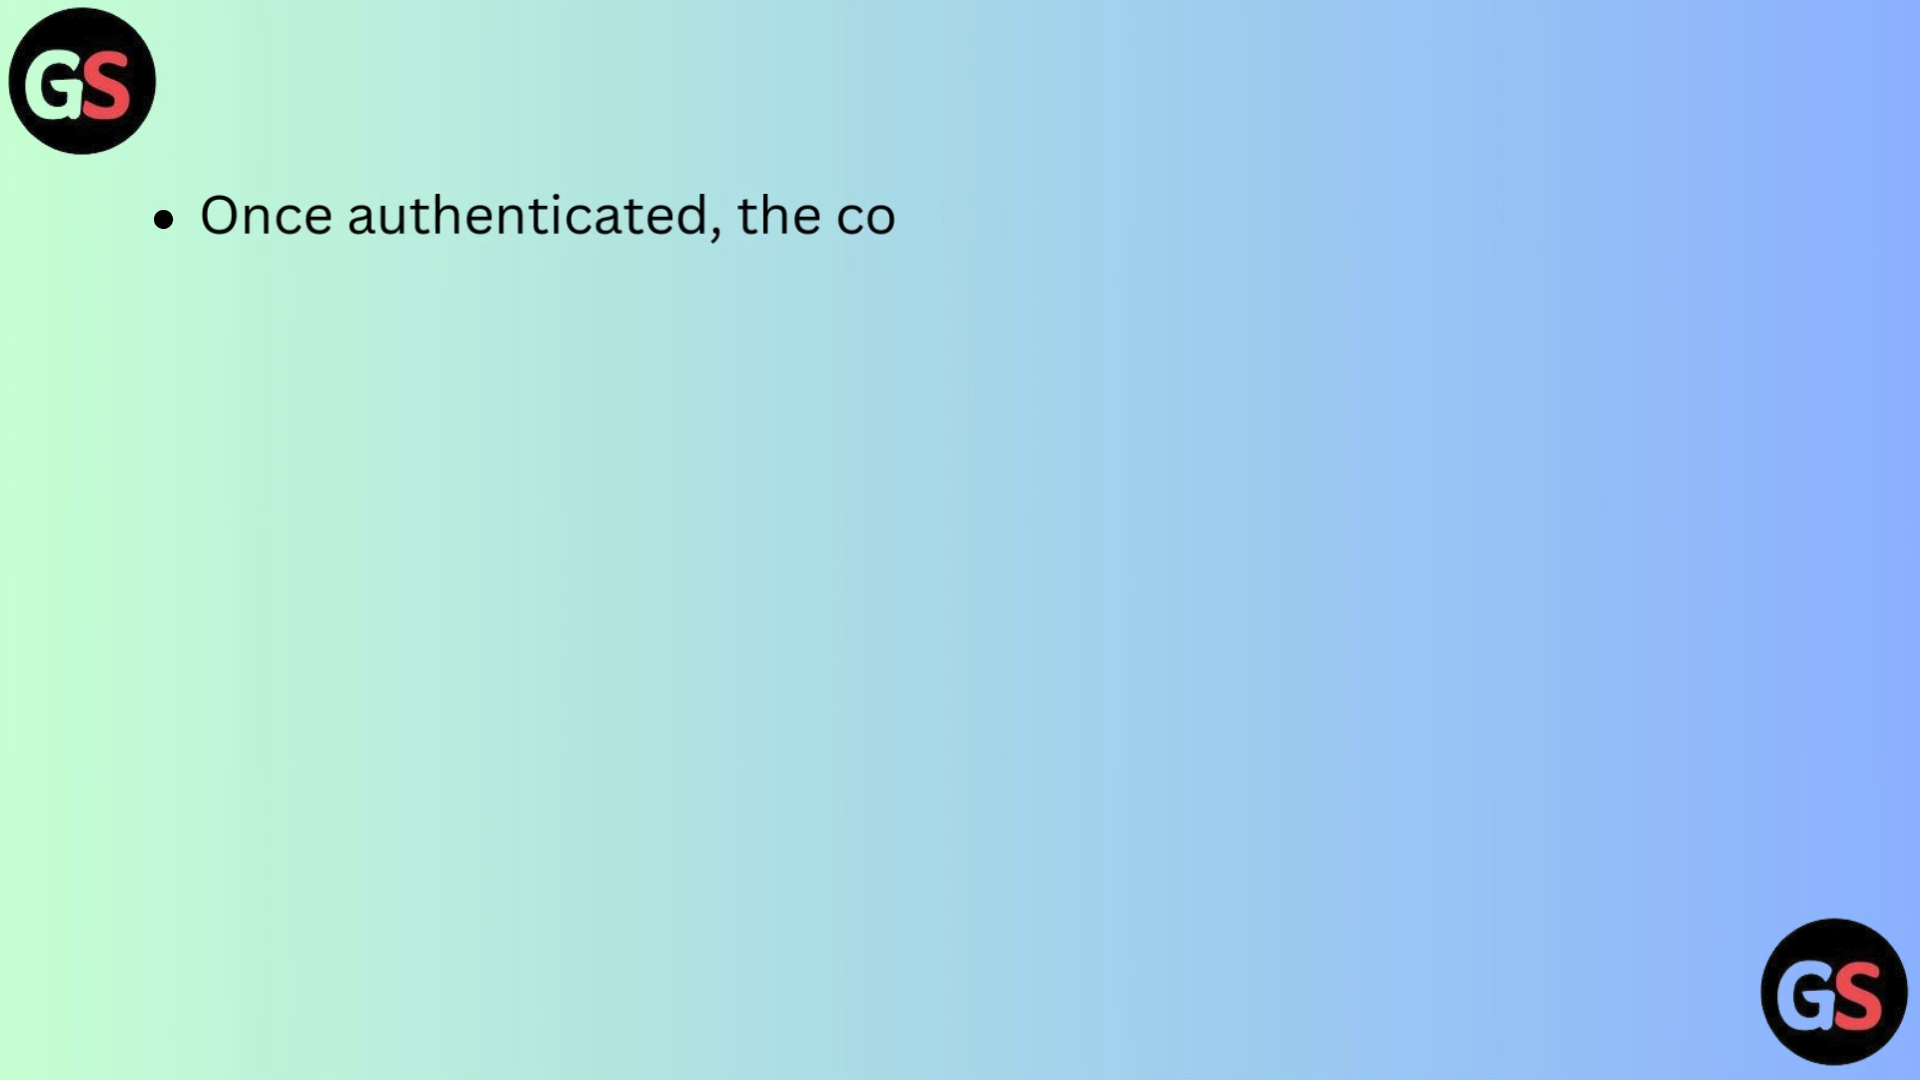 GS
• Once authenticated, the co
GS